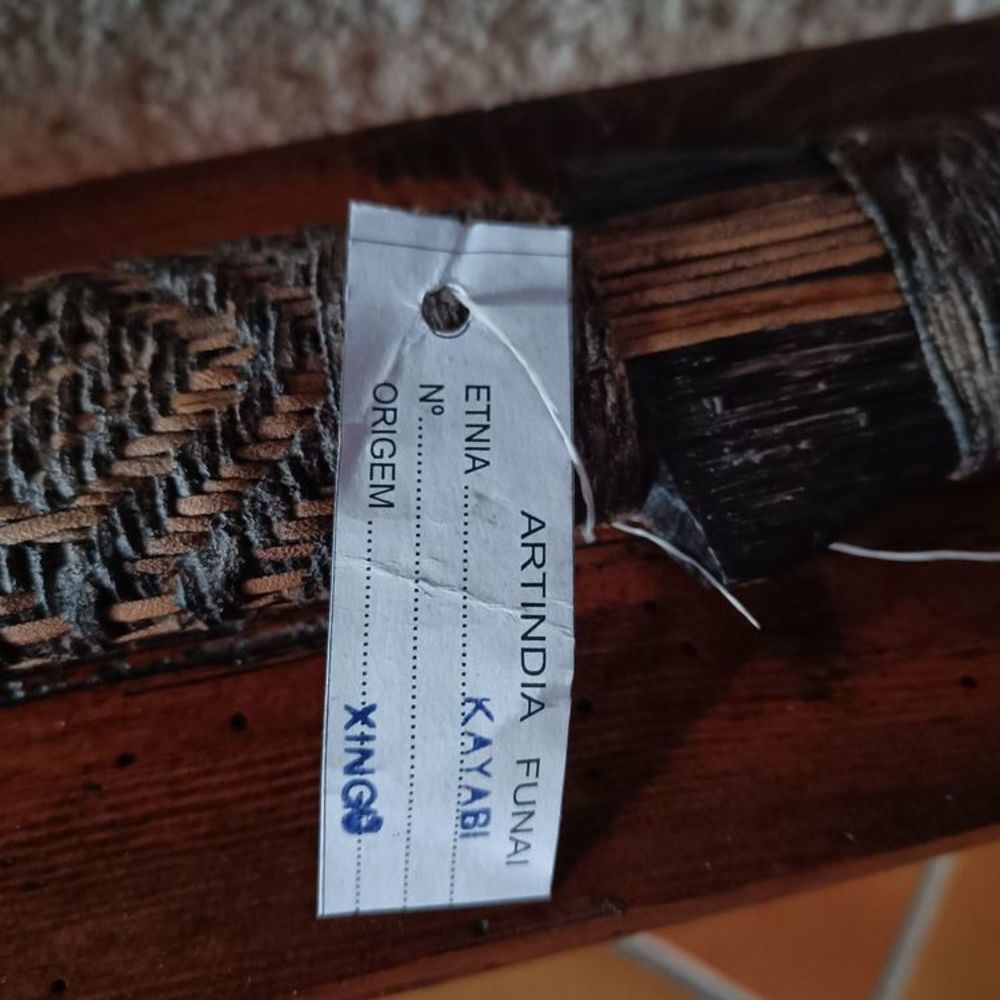 ARTINDIA FUNAI
ETNIA ........ KAYABI
Nº ........
ORIGEM ........ XINGU